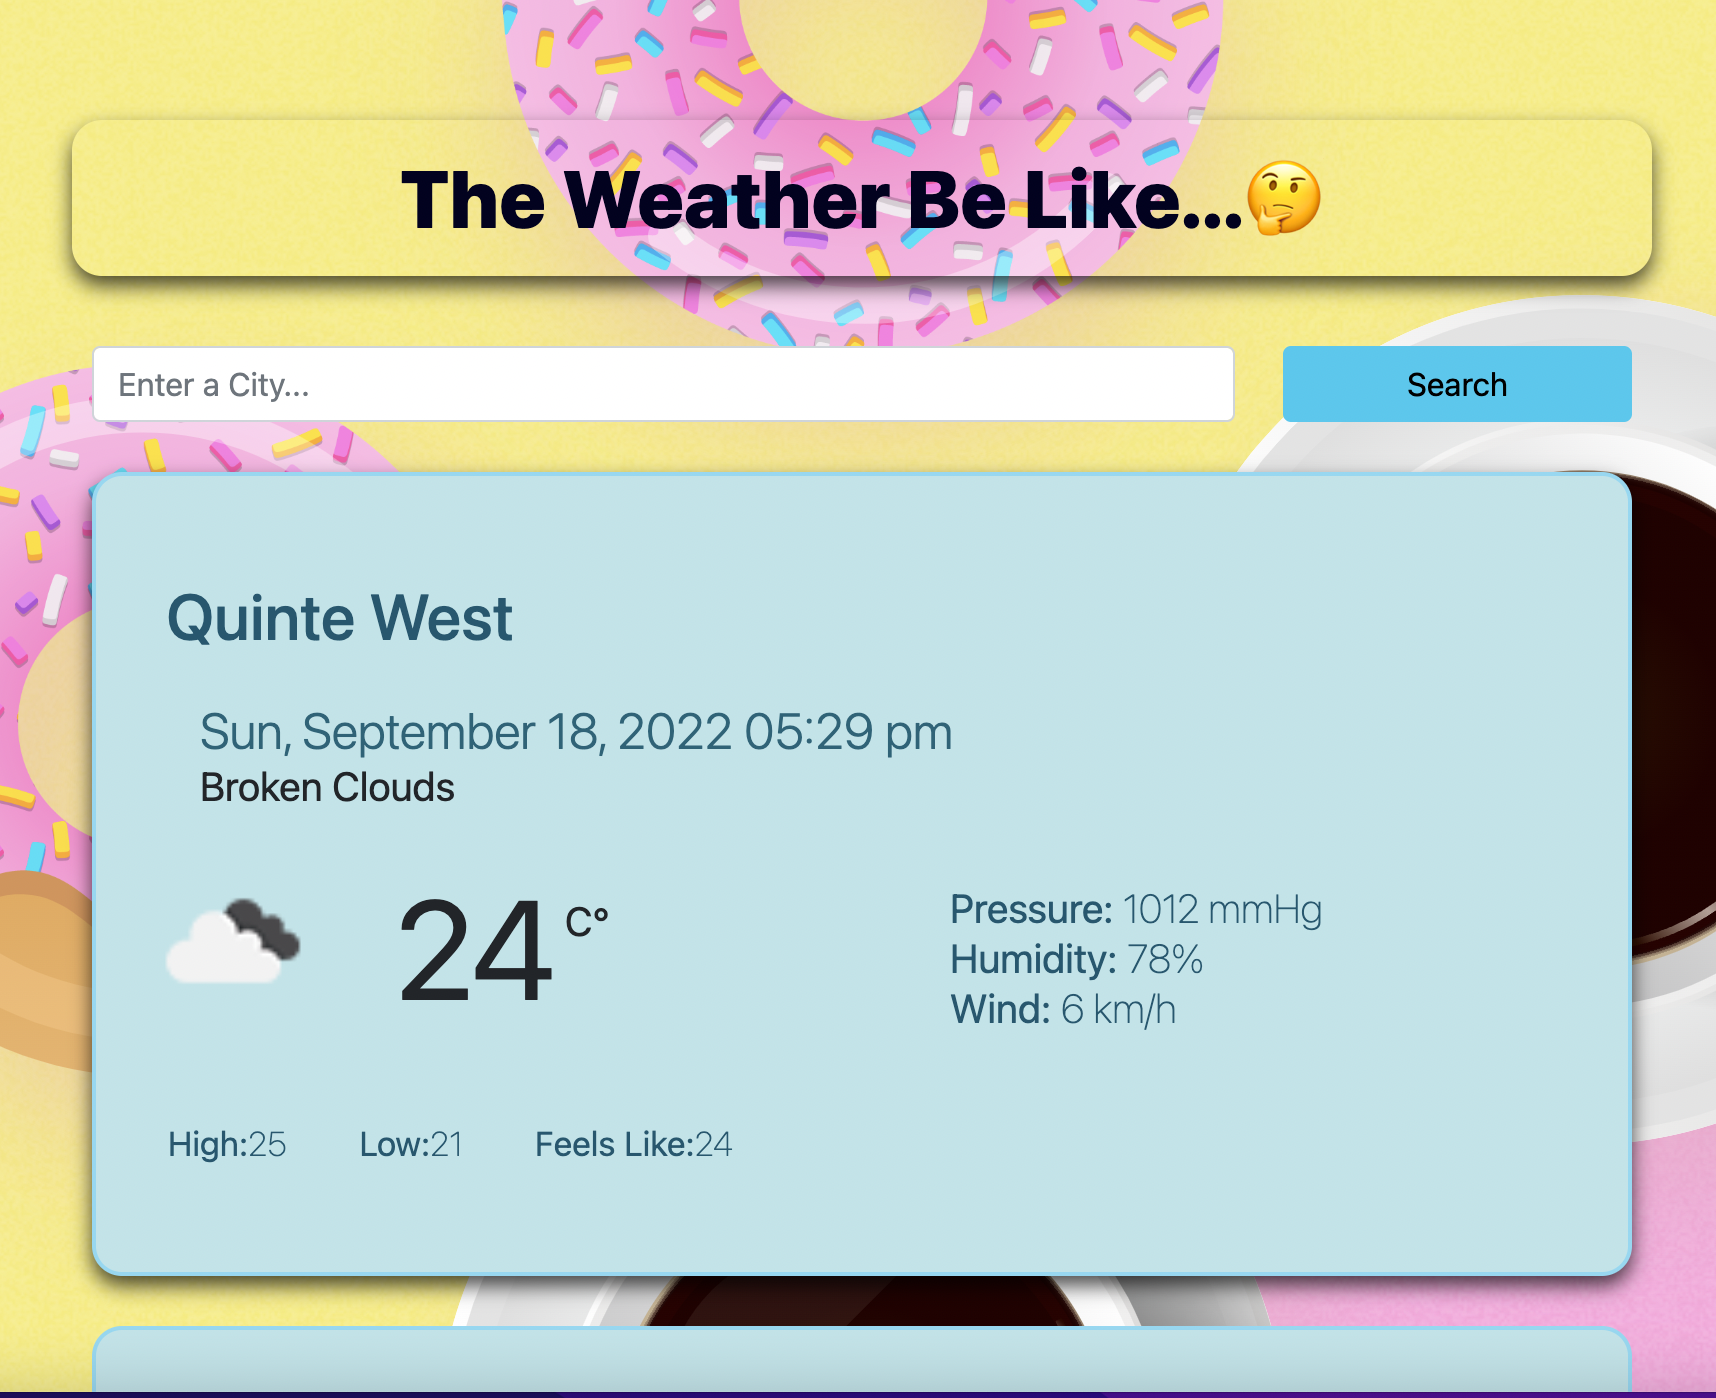 The Weather Be Like...🤔
Enter a City...
Search
Quinte West
Sun, September 18, 2022 05:29 pm
Broken Clouds
24 C°
Pressure: 1012 mmHg
Humidity: 78%
Wind: 6 km/h
High:25 Low:21 Feels Like:24